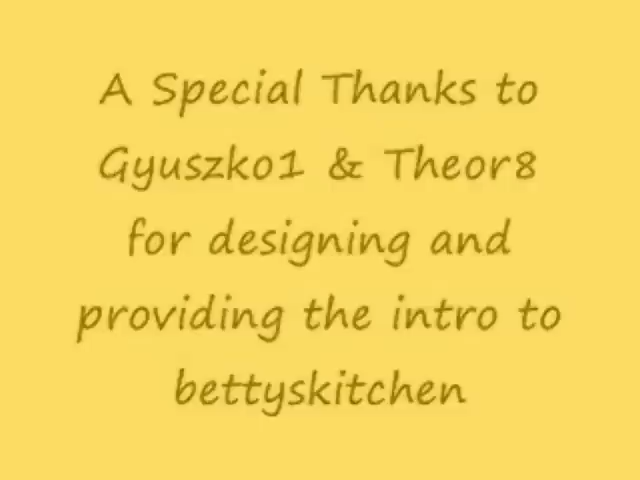 A Special Thanks to
Gyuszko1 & Theor8
for designing and
providing the intro to
bettyskitchen